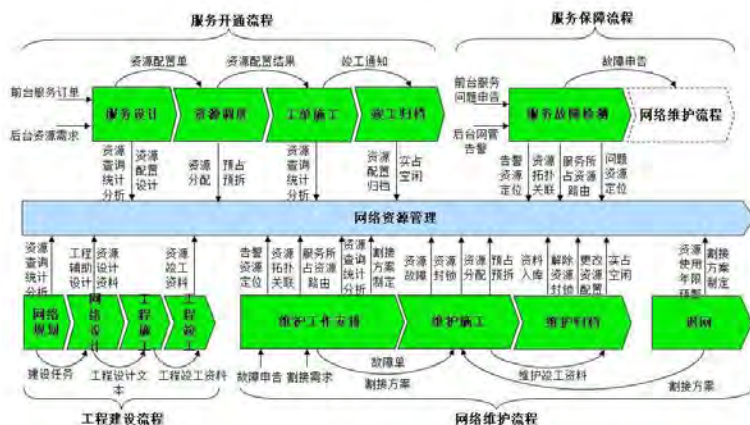 服务开通流程
服务保障流程
资源配置单
资源配置结果
竣工通知
故障申告
前台服务订单
后台资源需求
服务设计
资源调度
工单施工
竣工归档
前台服务
问题申告
后台网管
告警
服务故障检测
网络维护流程
资源
查询
统计
分析
资源
配置
设计
资源
分配
预占
预拆
资源
查询
统计
分析
资源
配置
归档
实占
空闲
告警
资源
定位
资源
拓扑
关联
服务所
占资源
路由
问题
资源
定位
网络资源管理
资源
查询
统计
分析
工程
辅助
设计
资源
设计
资料
资源
竣工
资料
告警
资源
定位
资源
拓扑
关联
服务所
占资源
路由
资源
查询
统计
分析
割接
方案
制定
资源
故障
资源
封锁
资源
分配
预占
预拆
资料
入库
解除
资源
封锁
更改
资源
配置
实占
空闲
资源
使用
年限
预警
割接
方案
制定
网络
规划
网络
设计
工程
施工
工程
竣工
维护工作支持
维护施工
维护归档
退网
建设任务
工程设计文
本
工程竣工资料
故障申告
割接需求
故障单
割接方案
维护竣工资料
割接方案
工程建设流程
网络维护流程